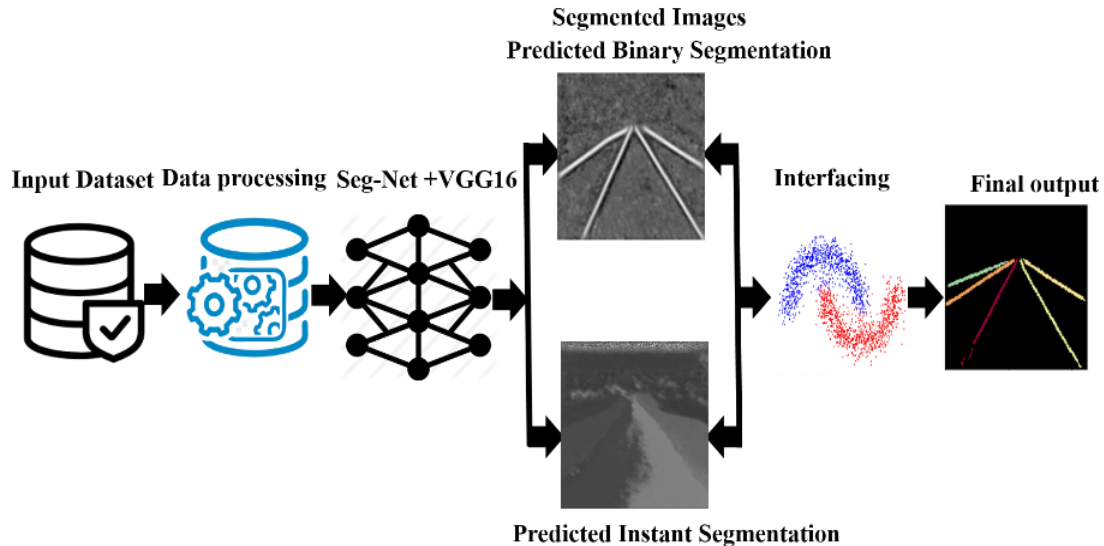 Segmented Images
Predicted Binary Segmentation
Input Dataset
Data processing
Seg-Net +VGG16
Interfacing
Final output
Predicted Instant Segmentation